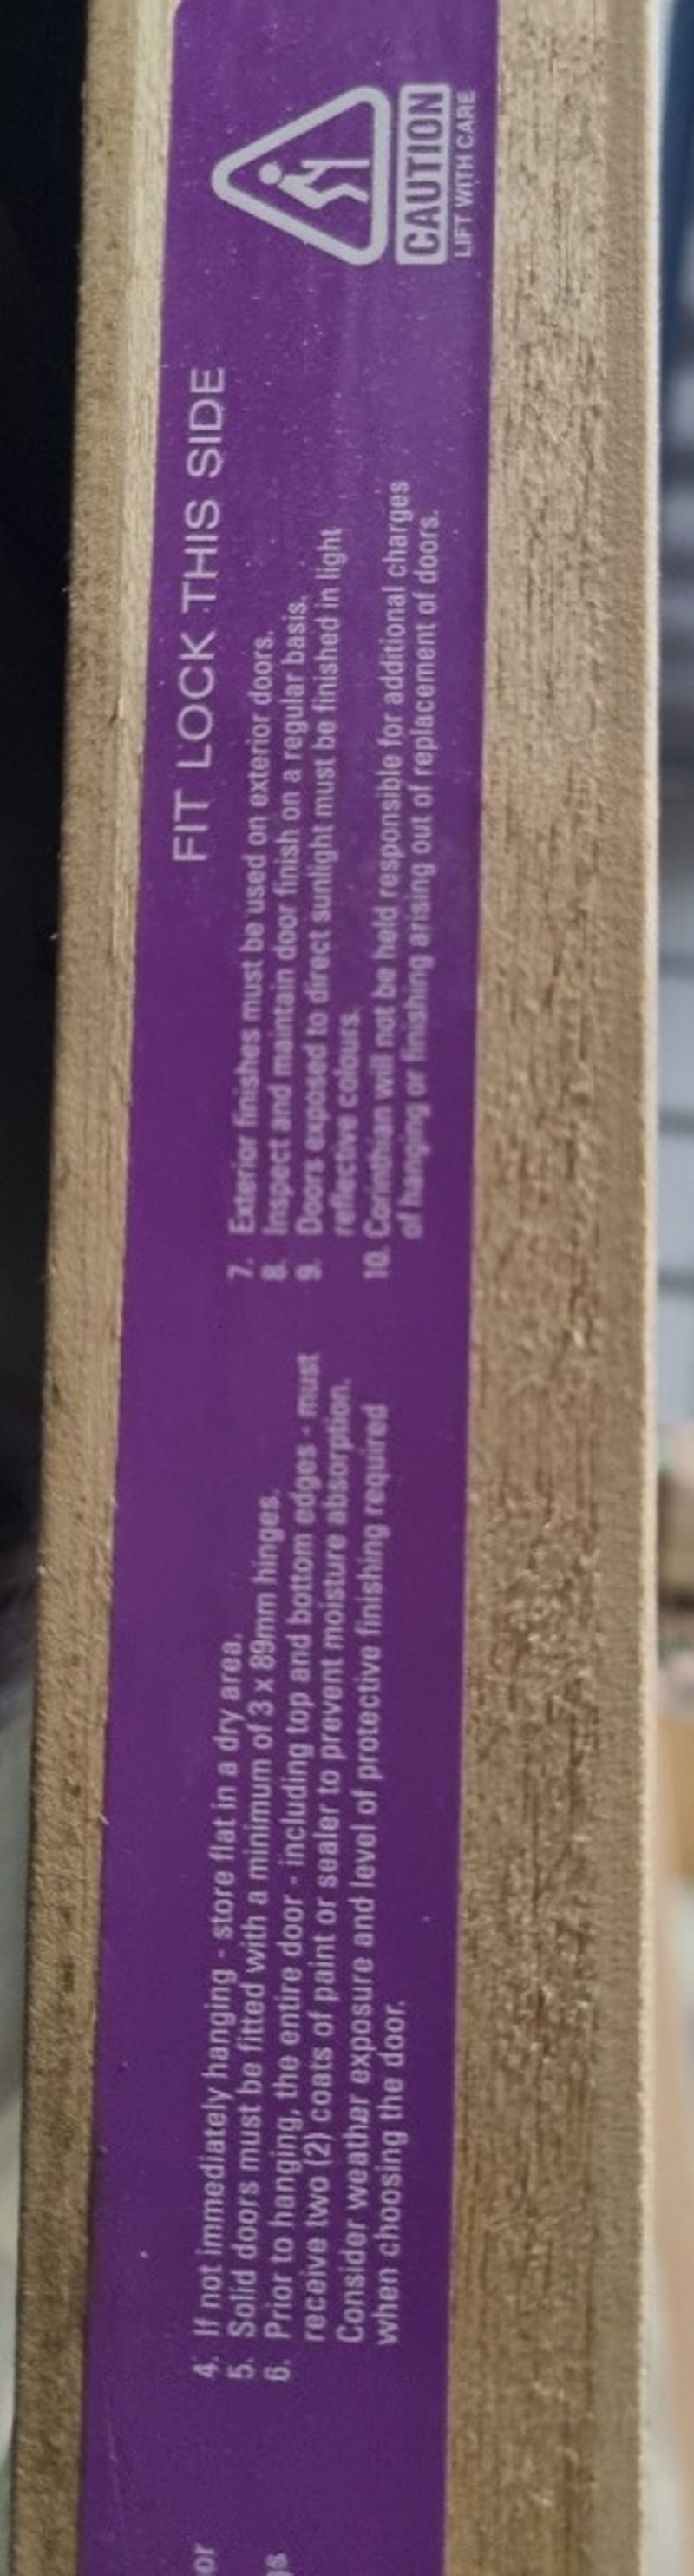 or
gs
4. If not immediately hanging - store flat in a dry area.
5. Solid doors must be fitted with a minimum of 3 x 89mm hinges.
6. Prior to hanging, the entire door - including top and bottom edges - must
receive two (2) coats of paint or sealer to prevent moisture absorption.
Consider weather exposure and level of protective finishing required
when choosing the door.
FIT LOCK THIS SIDE
7. Exterior finishes must be used on exterior doors.
8. Inspect and maintain door finish on a regular basis.
9. Doors exposed to direct sunlight must be finished in light
reflective colours.
10. Corinthian will not be held responsible for additional charges
of hanging or finishing arising out of replacement of doors.
CAUTION
LIFT WITH CARE